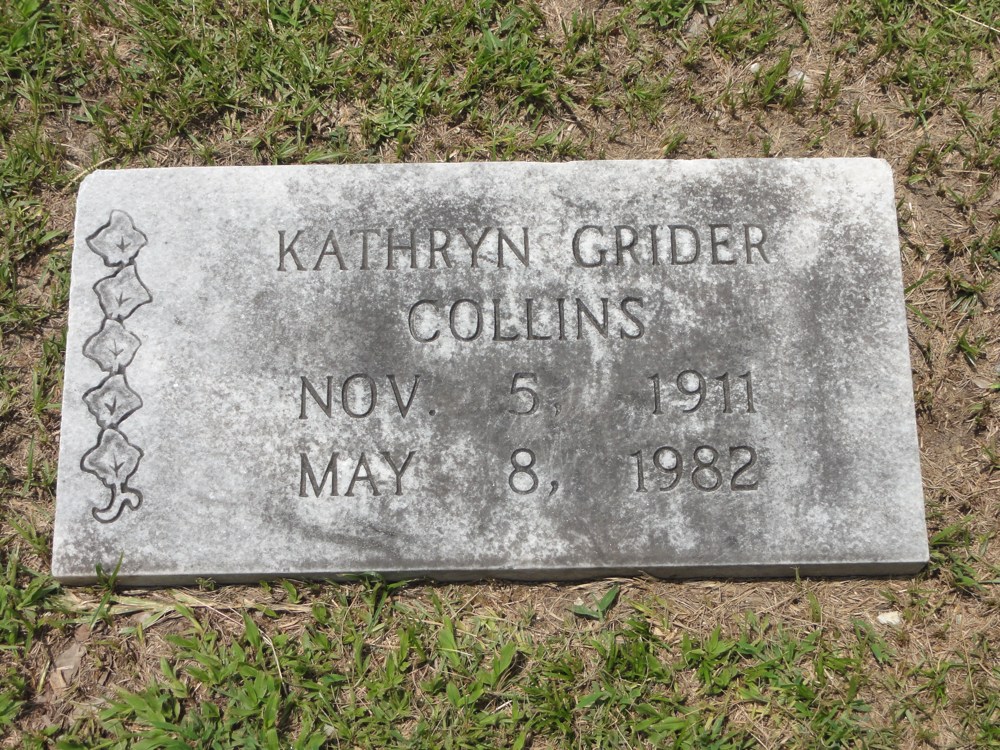 KATHRYN GRIDER
COLLINS
NOV. 5, 1911
MAY 8, 1982